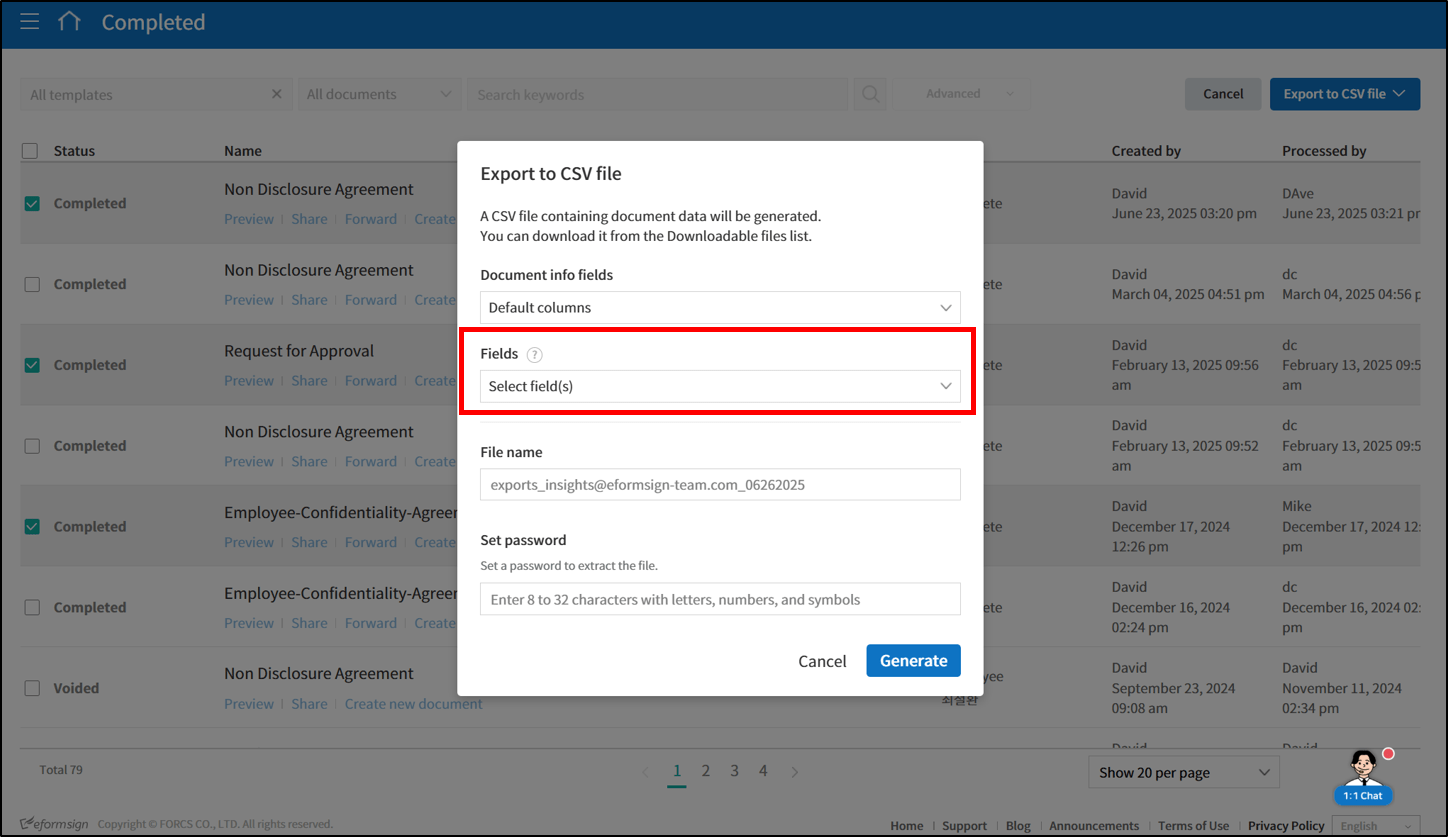 Completed
All templates
All documents
Search keywords
Advanced
Cancel
Export to CSV file
Status
Name
Created by
Processed by
Completed
Non Disclosure Agreement
Preview
Share
Forward
Create
ete
David
June 23, 2025 03:20 pm
DAve
June 23, 2025 03:21 pr
Completed
Non Disclosure Agreement
Preview
Share
Forward
Create
ete
David
March 04, 2025 04:51 pm
dc
March 04, 2025 04:56 p
Completed
Request for Approval
Preview
Share
Forward
Create
ete
David
February 13, 2025 09:56
am
dc
February 13, 2025 09:5
am
Completed
Non Disclosure Agreement
Preview
Share
Forward
Create
ete
David
February 13, 2025 09:52
am
dc
February 13, 2025 09:5
am
Completed
Employee-Confidentiality-Agreer
Preview
Share
Forward
Create
ete
David
December 17, 2024
12:26 pm
Mike
December 17, 2024 12:
pm
Completed
Employee-Confidentiality-Agreer
Preview
Share
Forward
Create
ete
David
December 16, 2024
02:24 pm
dc
December 16, 2024 02:
pm
Voided
Non Disclosure Agreement
Preview
Share
Create new document
yee
최설환
David
September 23, 2024
09:08 am
David
November 11, 2024
02:34 pm
David
David
Export to CSV file
A CSV file containing document data will be generated.
You can download it from the Downloadable files list.
Document info fields
Default columns
Fields ?
Select field(s)
File name
exports_insights@eformsign-team.com_06262025
Set password
Set a password to extract the file.
Enter 8 to 32 characters with letters, numbers, and symbols
Cancel
Generate
Total 79
1 2 3 4
Show 20 per page
1:1 Chat
eformsign
Copyright © FORCS CO., LTD. All rights reserved.
Home
Support
Blog
Announcements
Terms of Use
Privacy Policy
English